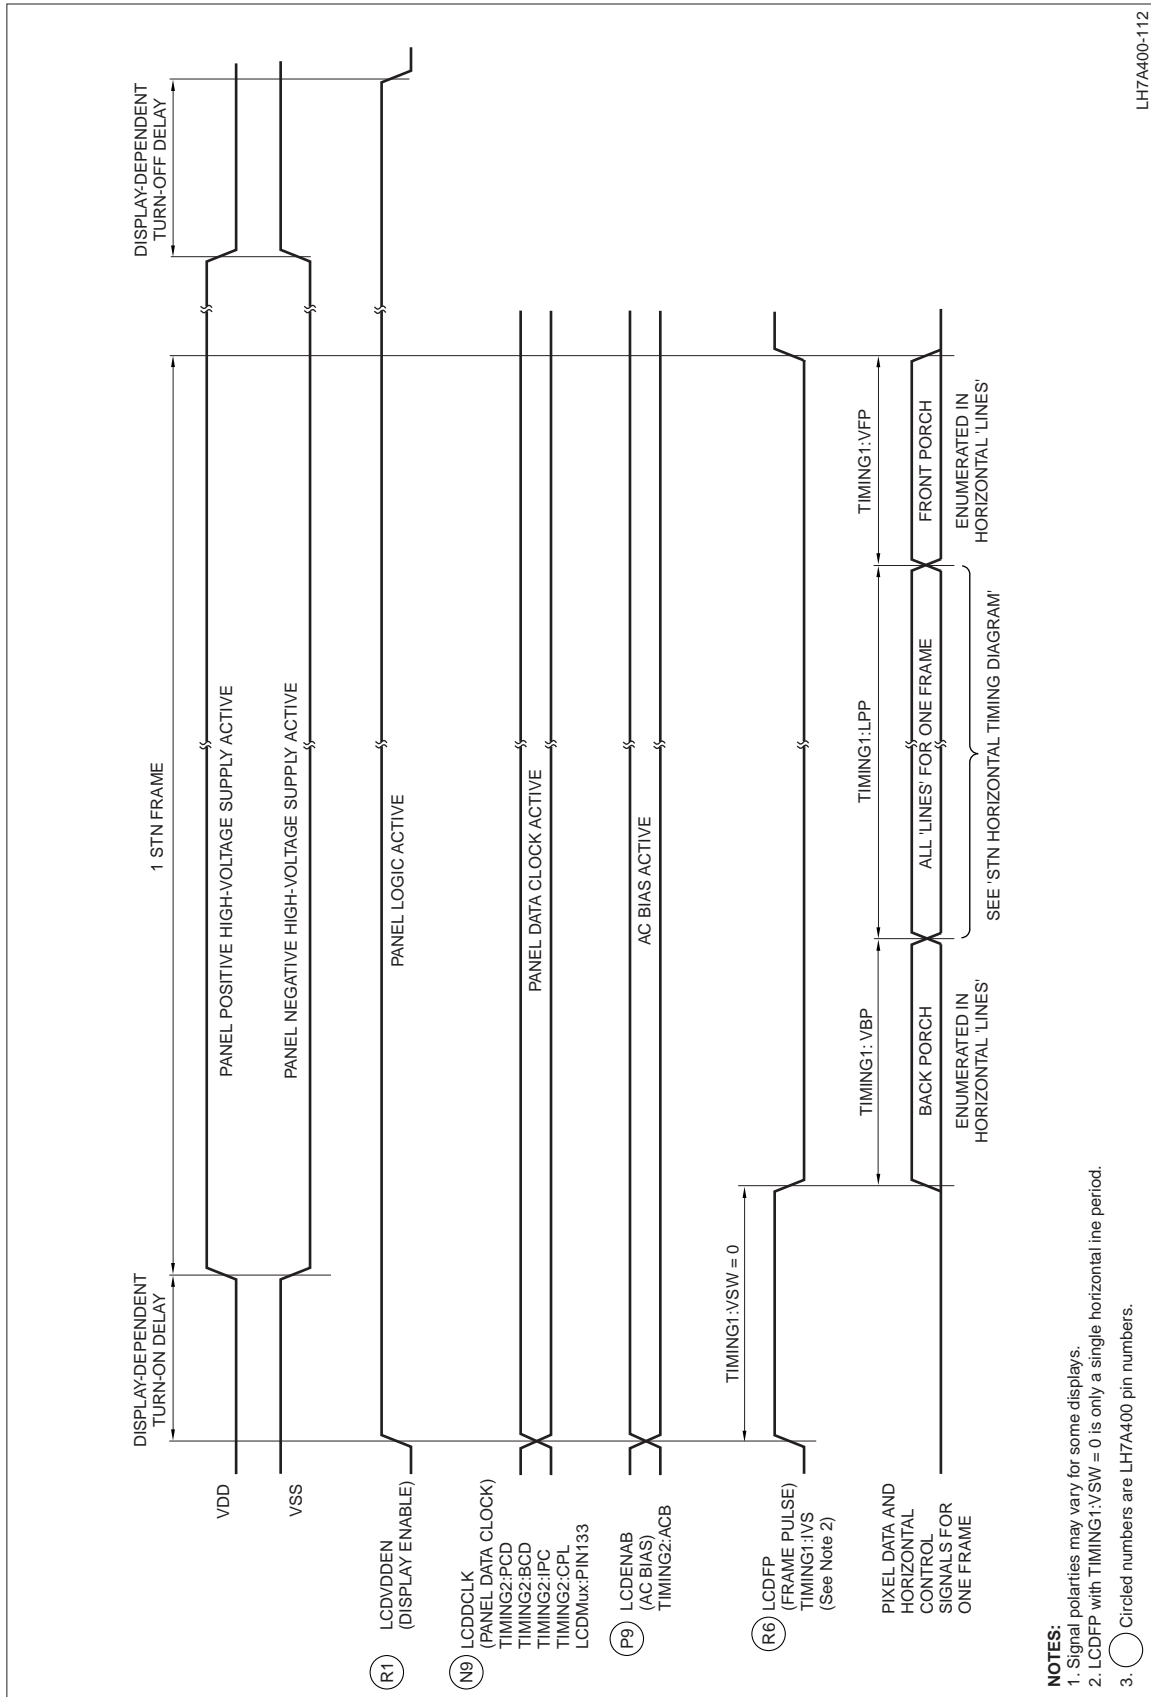 DISPLAY-DEPENDENT
TURN-ON DELAY
1 STN FRAME
DISPLAY-DEPENDENT
TURN-OFF DELAY
VDD
PANEL POSITIVE HIGH-VOLTAGE SUPPLY ACTIVE
VSS
PANEL NEGATIVE HIGH-VOLTAGE SUPPLY ACTIVE
R1
LCDVDDEN
(DISPLAY ENABLE)
PANEL LOGIC ACTIVE
N9
LCDDCLK
(PANEL DATA CLOCK)
TIMING2:PCD
TIMING2:BCD
TIMING2:IPC
TIMING2:CPL
LCDMux:PIN133
PANEL DATA CLOCK ACTIVE
P9
LCDENAB
(AC BIAS)
TIMING2:ACB
AC BIAS ACTIVE
TIMING1:VSW = 0
R6
LCDFP
(FRAME PULSE)
TIMING1:IVS
(See Note 2)
TIMING1: VBP
TIMING1:LPP
TIMING1:VFP
PIXEL DATA AND
HORIZONTAL
CONTROL
SIGNALS FOR
ONE FRAME
BACK PORCH
ALL 'LINES' FOR ONE FRAME
FRONT PORCH
ENUMERATED IN
HORIZONTAL 'LINES'
SEE 'STN HORIZONTAL TIMING DIAGRAM'
ENUMERATED IN
HORIZONTAL 'LINES'
NOTES:
1. Signal polarties may vary for some displays.
2. LCDFP with TIMING1:VSW = 0 is only a single horizontal ine period.
3. Circled numbers are LH7A400 pin numbers.
LH7A400-112